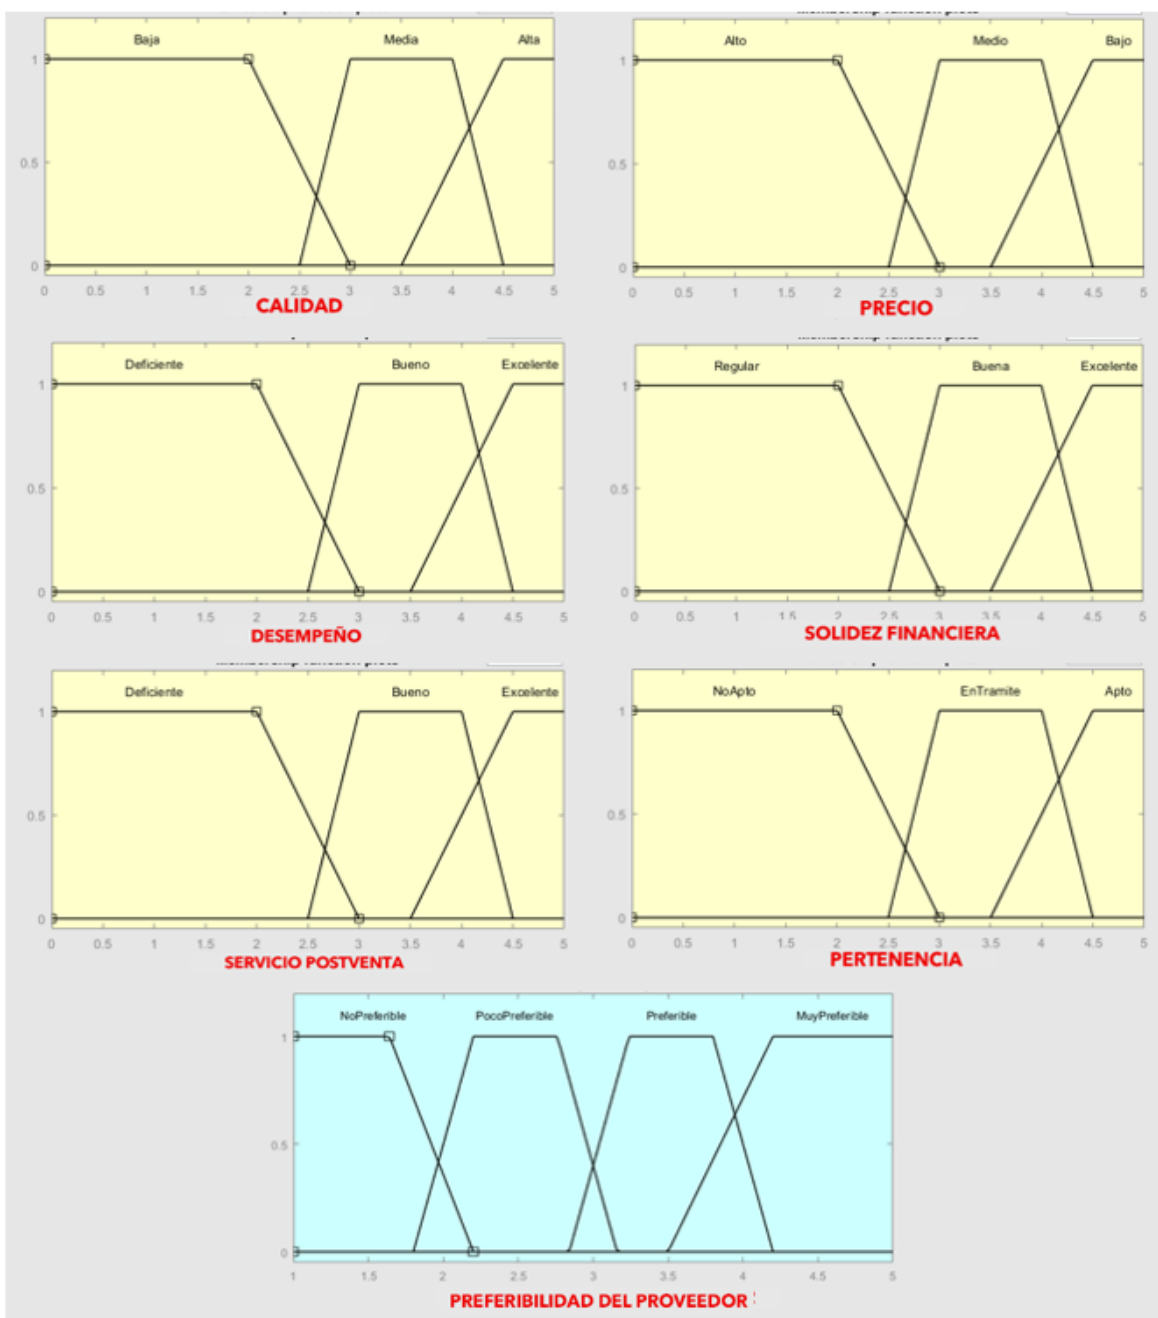 Baja Media Alta
1
0.5
0
0 0.5 1 1.5 2 2.5 3 3.5 4 4.5 5
CALIDAD
Alto Medio Bajo
1
0.5
0
0 0.5 1 1.5 2 2.5 3 3.5 4 4.5 5
PRECIO
Deficiente Bueno Excelente
1
0.5
0
0 0.5 1 1.5 2 2.5 3 3.5 4 4.5 5
DESEMPEÑO
Regular Buena Excelente
1
0.5
0
0 0.5 1 1.5 2 2.5 3 3.5 4 4.5 5
SOLIDEZ FINANCIERA
Deficiente Bueno Excelente
1
0.5
0
0 0.5 1 1.5 2 2.5 3 3.5 4 4.5 5
SERVICIO POSTVENTA
NoApto EnTramite Apto
1
0.5
0
0 0.5 1 1.5 2 2.5 3 3.5 4 4.5 5
PERTENENCIA
NoPreferible PocoPreferible Preferible MuyPreferible
1
0.5
0
1 1.5 2 2.5 3 3.5 4 4.5 5
PREFERIBILIDAD DEL PROVEEDOR